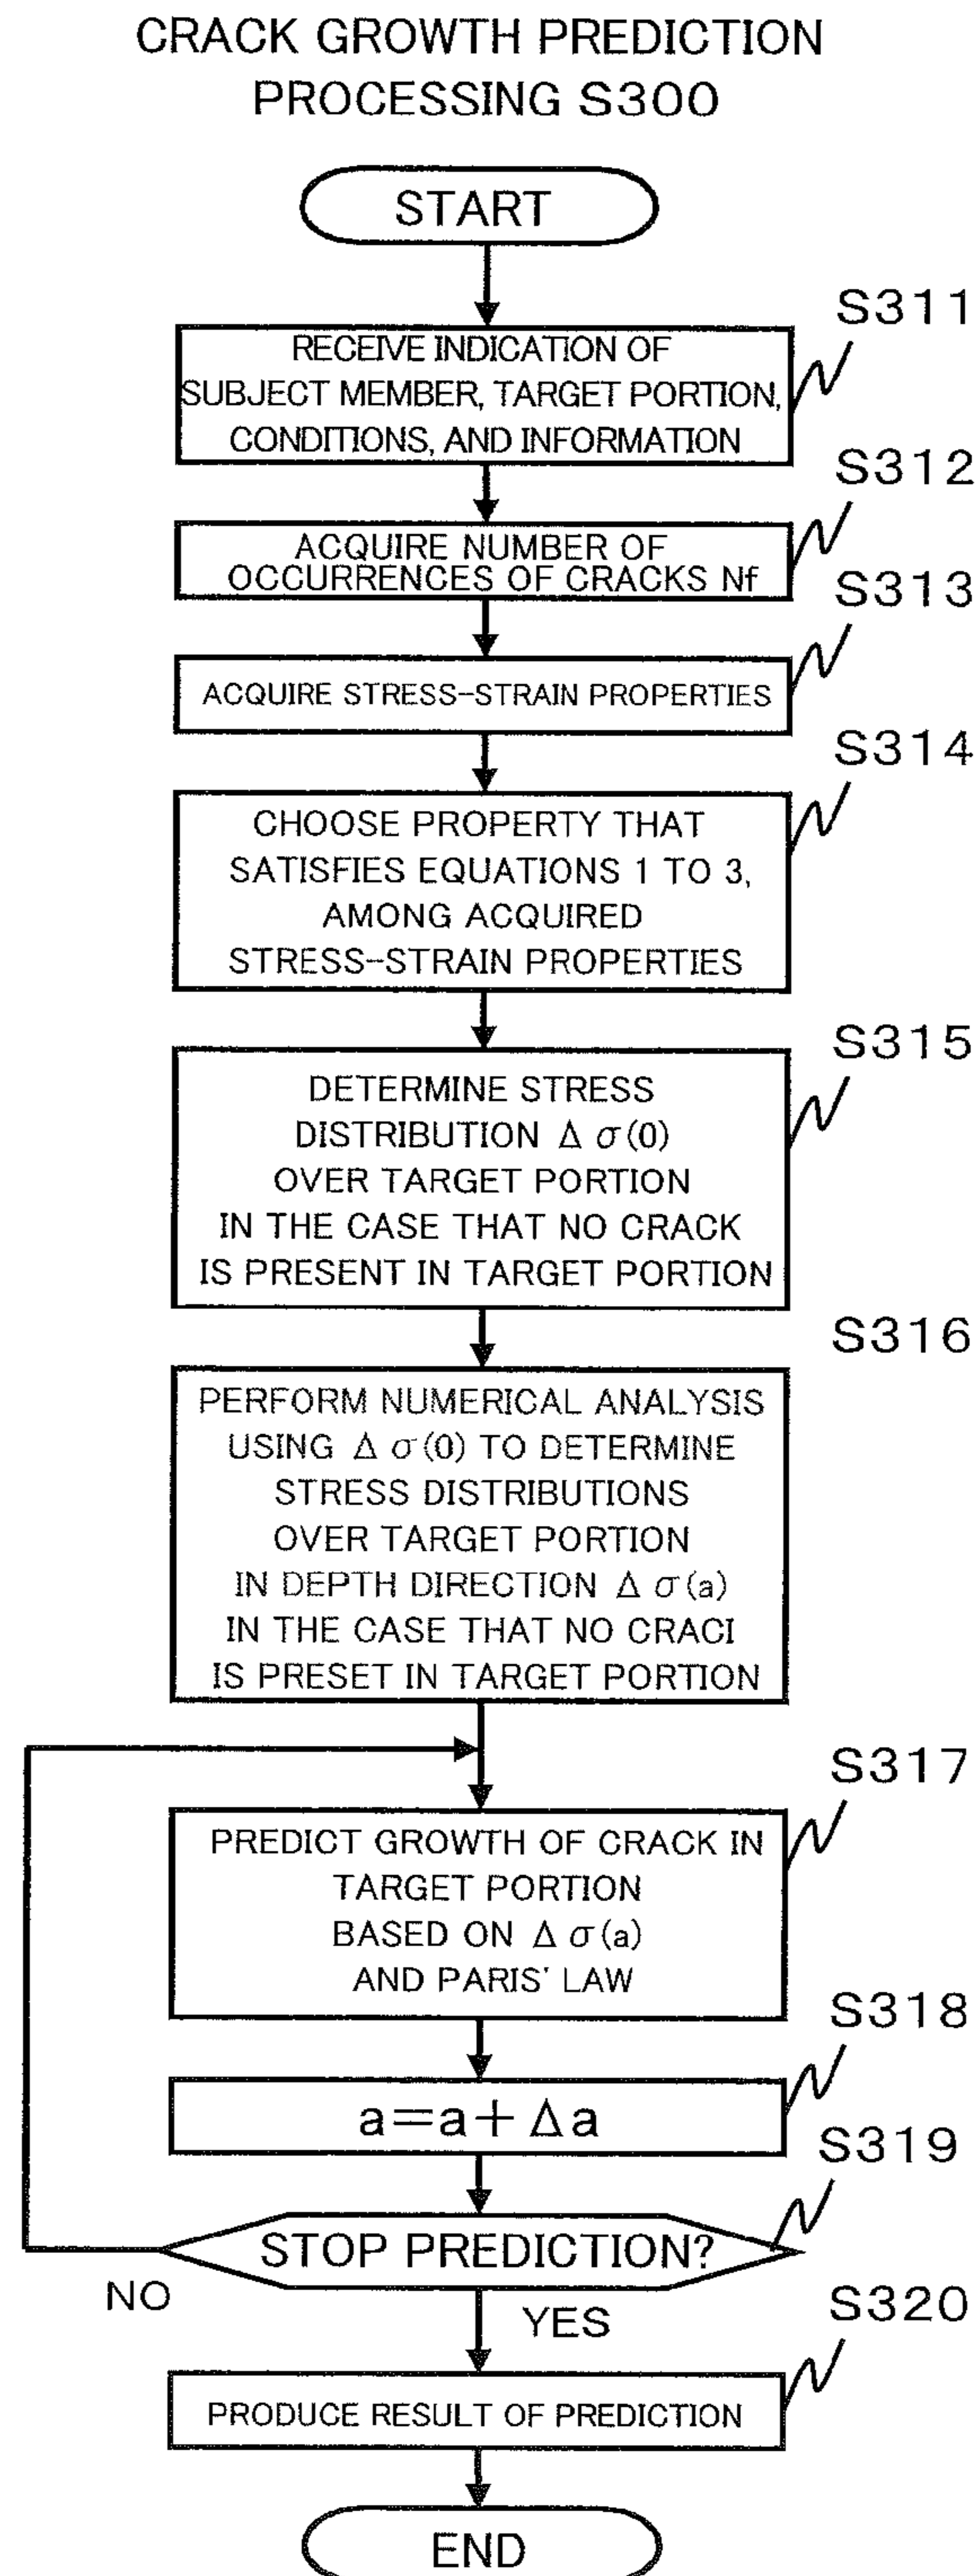 CRACK GROWTH PREDICTION
PROCESSING S300
START
S311
RECEIVE INDICATION OF
SUBJECT MEMBER, TARGET PORTION,
CONDITIONS, AND INFORMATION
S312
ACQUIRE NUMBER OF
OCCURRENCES OF CRACKS Nf
S313
ACQUIRE STRESS-STRAIN PROPERTIES
S314
CHOOSE PROPERTY THAT
SATISFIES EQUATIONS 1 TO 3,
AMONG ACQUIRED
STRESS-STRAIN PROPERTIES
S315
DETERMINE STRESS
DISTRIBUTION Δ σ(0)
OVER TARGET PORTION
IN THE CASE THAT NO CRACK
IS PRESENT IN TARGET PORTION
S316
PERFORM NUMERICAL ANALYSIS
USING Δ σ(0) TO DETERMINE
STRESS DISTRIBUTIONS
OVER TARGET PORTION
IN DEPTH DIRECTION Δ σ(a)
IN THE CASE THAT NO CRACI
IS PRESET IN TARGET PORTION
S317
PREDICT GROWTH OF CRACK IN
TARGET PORTION
BASED ON Δ σ(a)
AND PARIS' LAW
S318
a=a+Δa
S319
STOP PREDICTION?
NO
YES
S320
PRODUCE RESULT OF PREDICTION
END